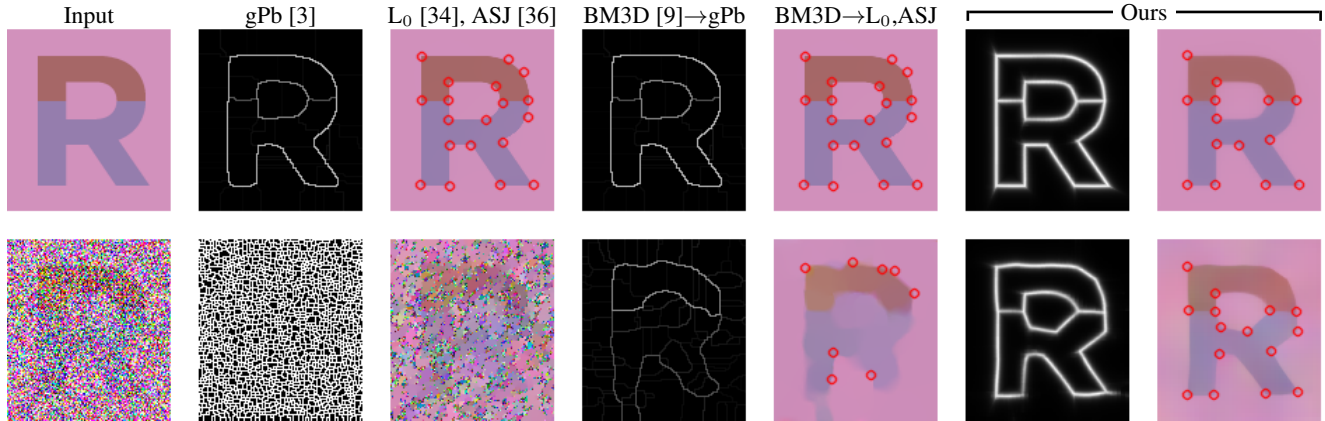 Input gPb [3] L₀ [34], ASJ [36] BM3D [9]→gPb BM3D→L₀,ASJ Ours
R R R R R R R
R R R